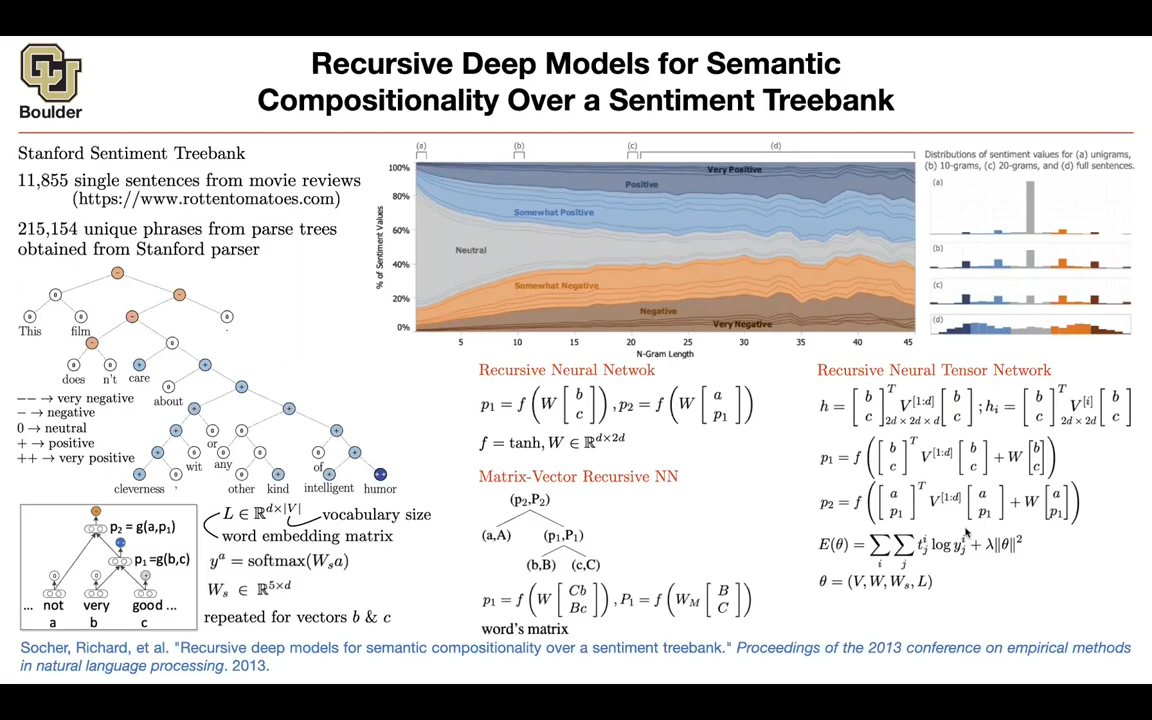 Recursive Deep Models for Semantic
Compositionality Over a Sentiment Treebank
CU
Boulder
Stanford Sentiment Treebank
11,855 single sentences from movie reviews
(https://www.rottentomatoes.com)
215,154 unique phrases from parse trees
obtained from Stanford parser
This film does n't care about cleverness , wit or any other kind of intelligent humor .
−− → very negative
− → negative
0 → neutral
+ → positive
++ → very positive
p₂ = g(a,p₁)
p₁=g(b,c)
... not very good ...
a b c
L ∈ ℝ^{d×|V|} vocabulary size
word embedding matrix
y^a = softmax(W_s a)
W_s ∈ ℝ^{5×d}
repeated for vectors b & c
(a) (b) (c) (d)
% of Sentiment Values
100%
80%
60%
40%
20%
0%
Very Positive
Positive
Somewhat Positive
Neutral
Somewhat Negative
Negative
Very Negative
5 10 15 20 25 30 35 40 45
N-Gram Length
Distributions of sentiment values for (a) unigrams,
(b) 10-grams, (c) 20-grams, and (d) full sentences.
(a)
(b)
(c)
(d)
Recursive Neural Netwok
p₁ = f(W[b c]), p₂ = f(W[a p₁])
f = tanh, W ∈ ℝ^{d×2d}
Matrix-Vector Recursive NN
(p₂,P₂)
(a,A) (p₁,P₁)
(b,B) (c,C)
p₁ = f(W[Cb Bc]), P₁ = f(W_M[B C])
word's matrix
Recursive Neural Tensor Network
h = [b c]^T V^{[1:d]} [b c]; h_i = [b c]^T V^{[i]} [b c]
2d × 2d × d 2d × 2d
p₁ = f([b c]^T V^{[1:d]} [b c] + W[b c])
p₂ = f([a p₁]^T V^{[1:d]} [a p₁] + W[a p₁])
E(θ) = ∑_i ∑_j t_j^i log y_j^i + λ‖θ‖²
θ = (V, W, W_s, L)
Socher, Richard, et al. "Recursive deep models for semantic compositionality over a sentiment treebank." Proceedings of the 2013 conference on empirical methods
in natural language processing. 2013.